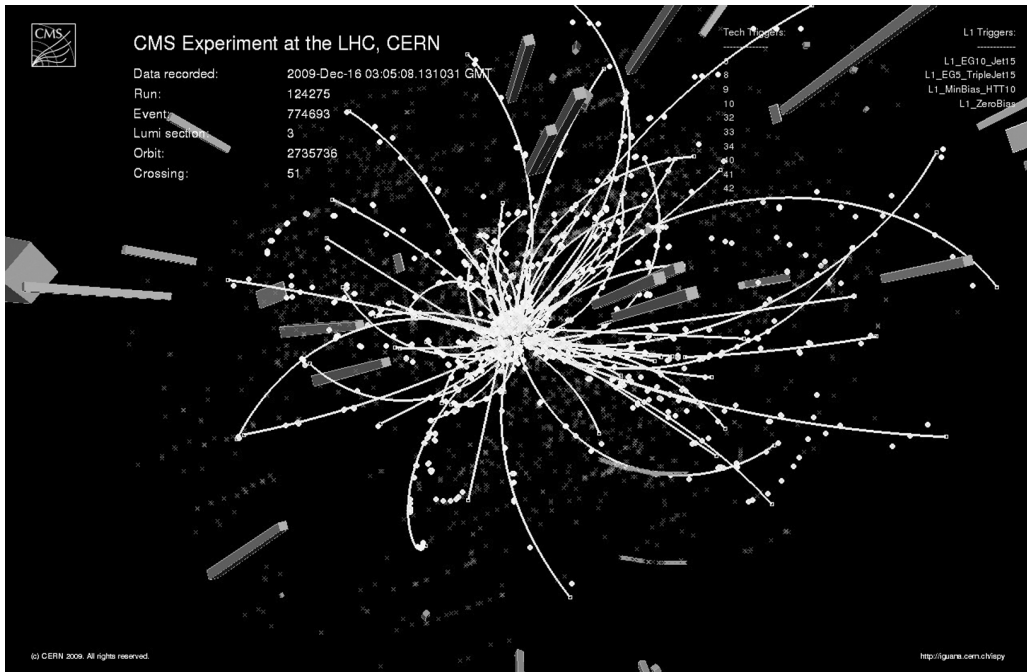 CMS
CMS Experiment at the LHC, CERN
Data recorded: 2009-Dec-16 03:05:08.131031 GMT
Run: 124275
Event: 774693
Lumi section: 3
Orbit: 2735736
Crossing: 51
Tech Triggers:
-------------
8
9
10
32
33
34
40
41
42
L1 Triggers:
-----------
L1_EG10_Jet15
L1_EG5_TripleJet15
L1_MinBias_HTT10
L1_ZeroBias
(c) CERN 2009. All rights reserved.
http://iguana.cern.ch/ispy